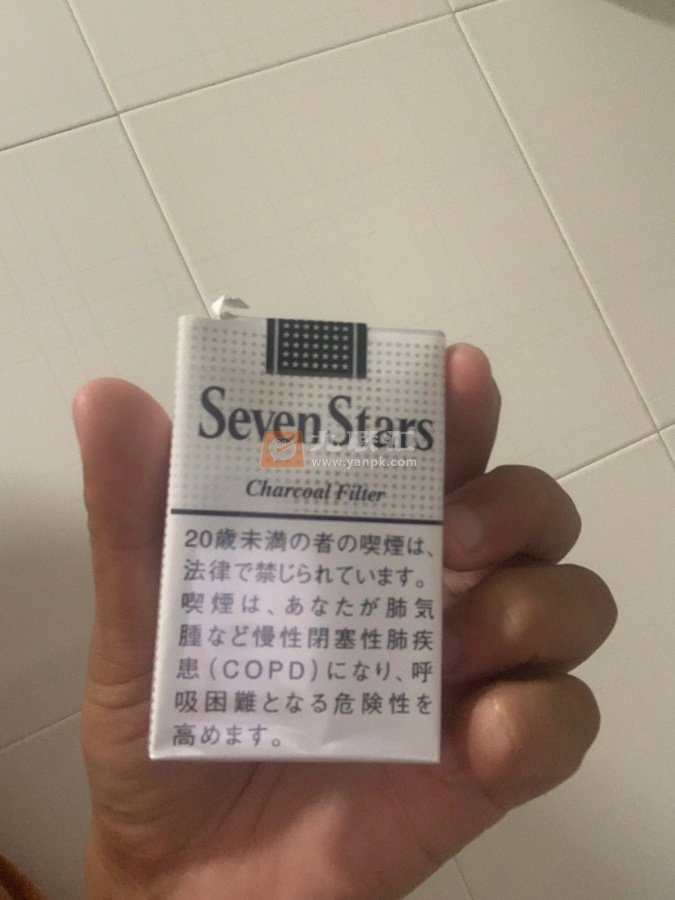 Seven Stars
九联汇
www.yanpk.com
Charcoal Filter
20歳未満の者の喫煙は、
法律で禁じられています。
喫煙は、あなたが肺気
腫など慢性閉塞性肺疾
患(COPD)になり、呼
吸困難となる危険性を
高めます。